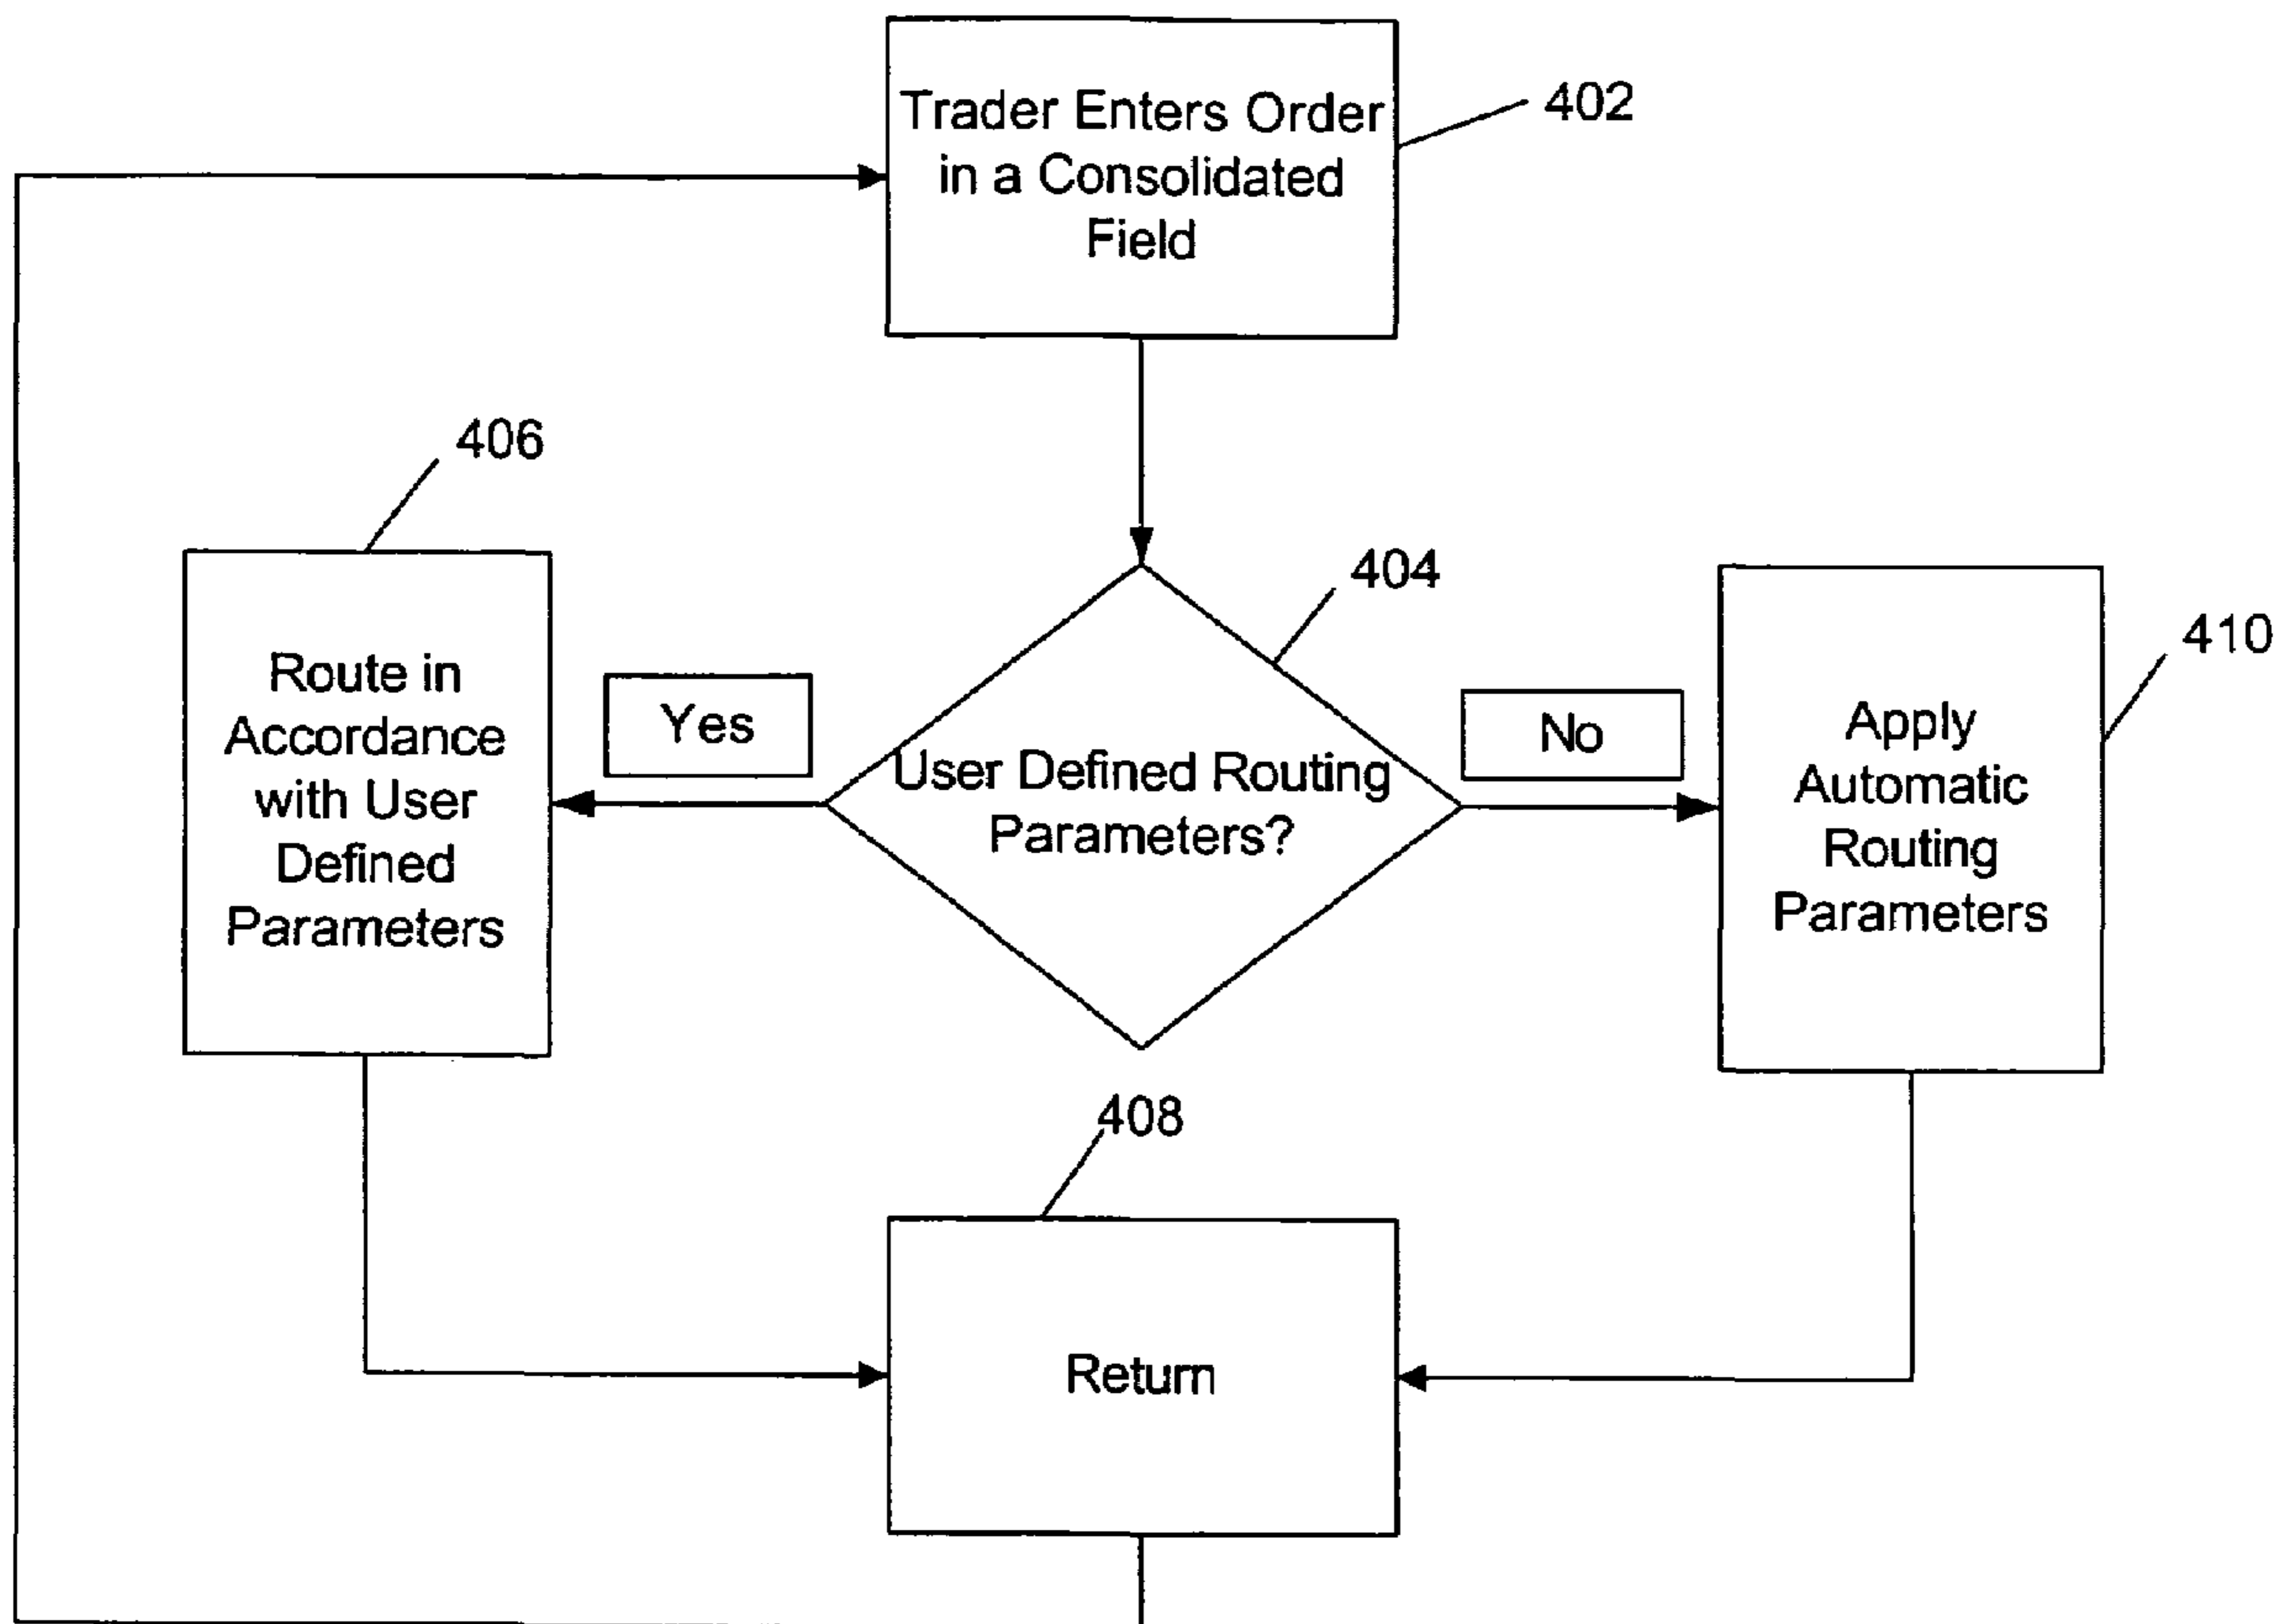 Trader Enters Order
in a Consolidated
Field
402
406
Route in
Accordance
with User
Defined
Parameters
Yes
404
User Defined Routing
Parameters?
No
410
Apply
Automatic
Routing
Parameters
408
Return